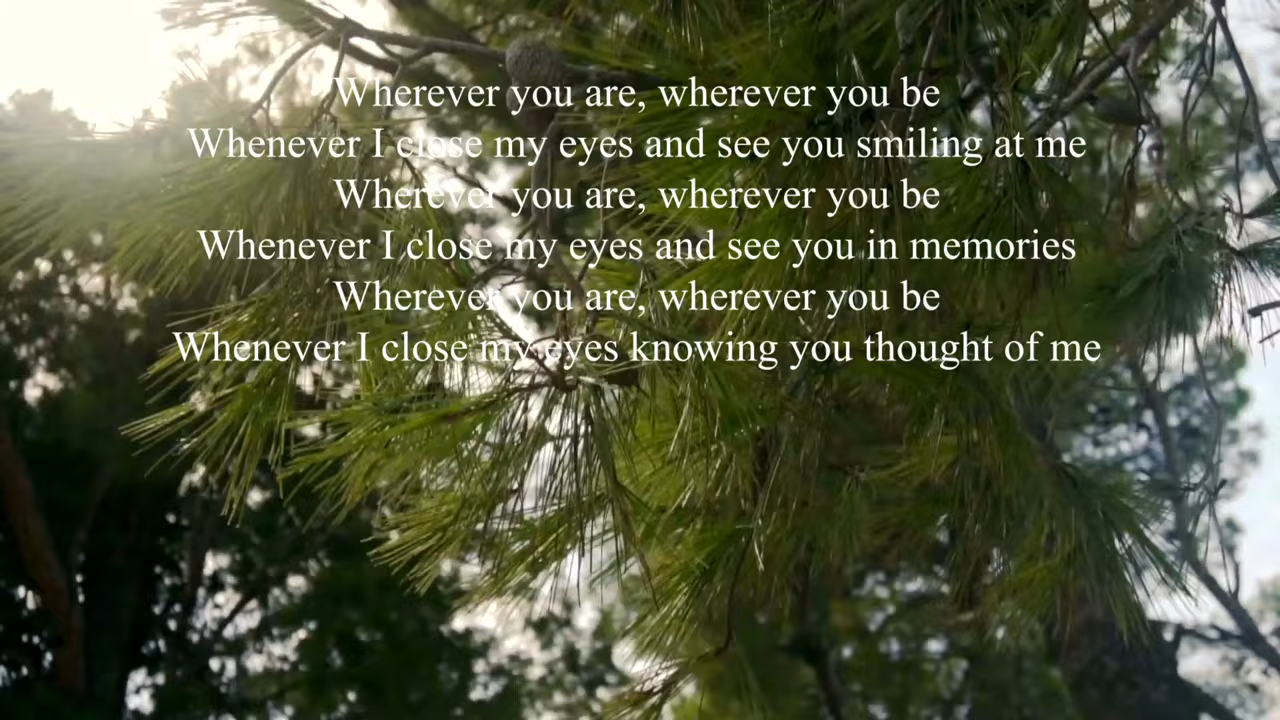 Wherever you are, wherever you be
Whenever I close my eyes and see you smiling at me
Wherever you are, wherever you be
Whenever I close my eyes and see you in memories
Wherever you are, wherever you be
Whenever I close my eyes knowing you thought of me